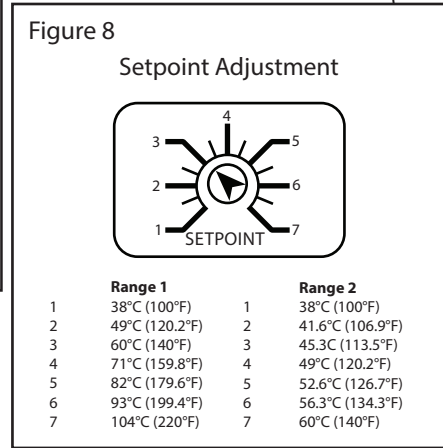 Figure 8
Setpoint Adjustment
4
3 5
2 6
1 7
SETPOINT
Range 1 Range 2
1 38°C (100°F) 1 38°C (100°F)
2 49°C (120.2°F) 2 41.6°C (106.9°F)
3 60°C (140°F) 3 45.3C (113.5°F)
4 71°C (159.8°F) 4 49°C (120.2°F)
5 82°C (179.6°F) 5 52.6°C (126.7°F)
6 93°C (199.4°F) 6 56.3°C (134.3°F)
7 104°C (220°F) 7 60°C (140°F)